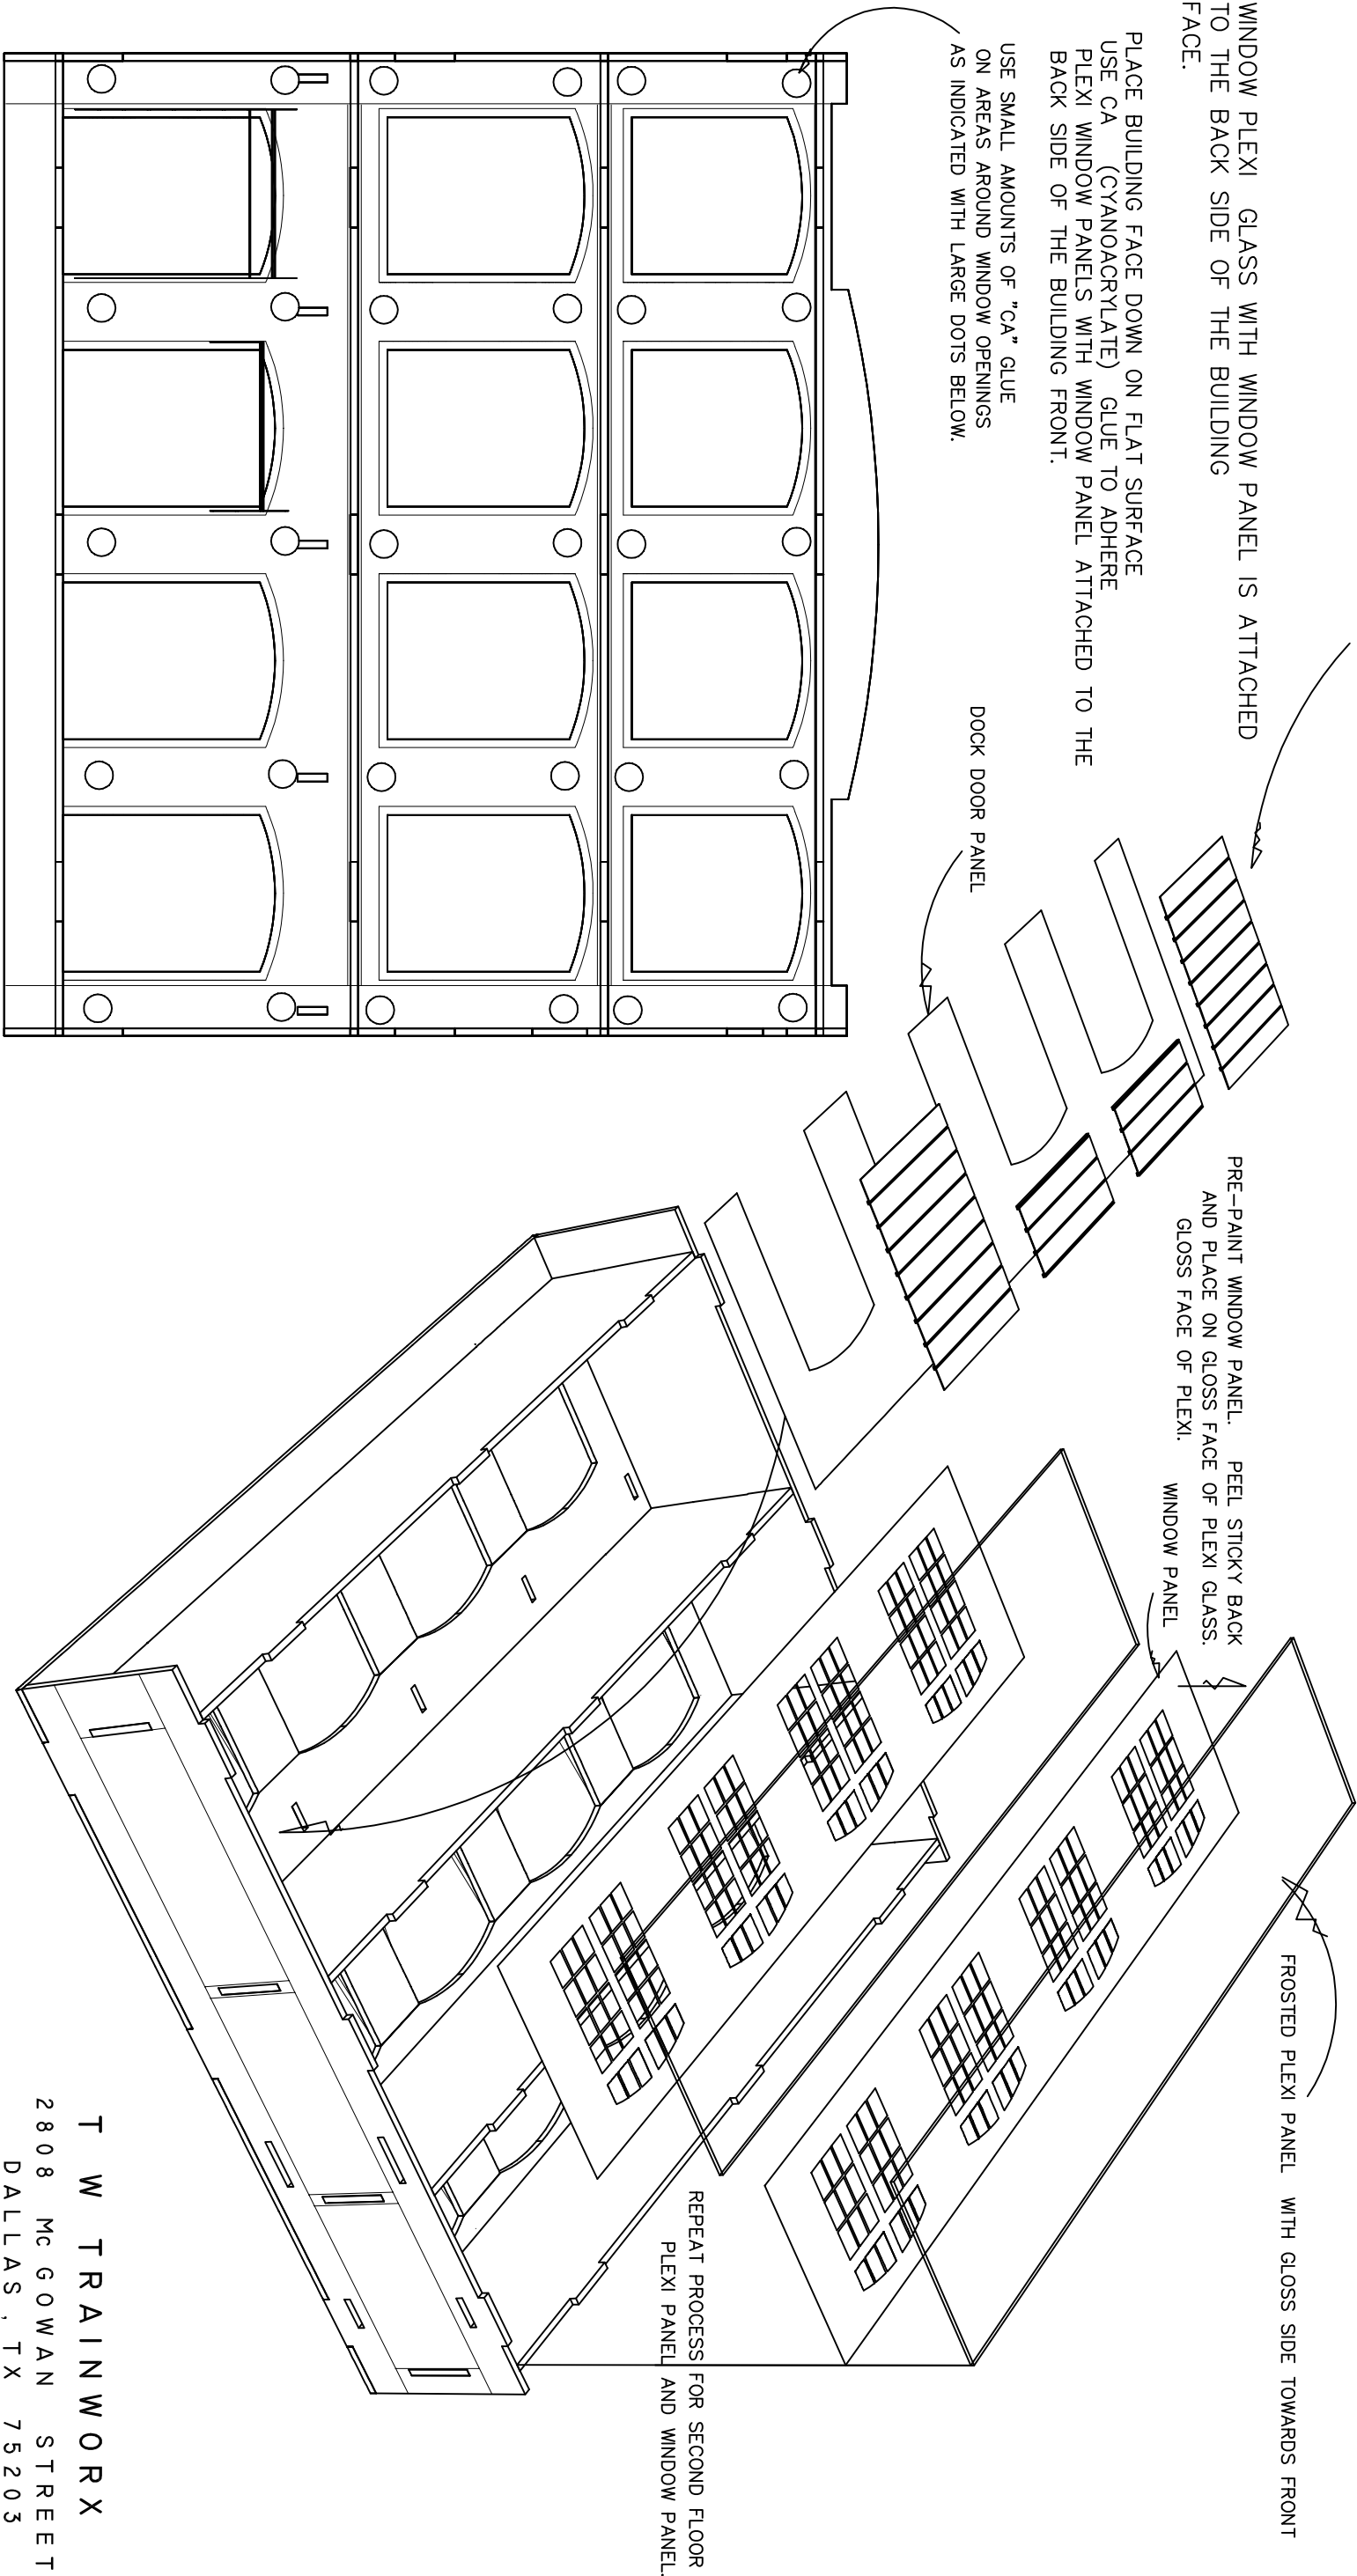 WINDOW PLEXI GLASS WITH WINDOW PANEL IS ATTACHED
TO THE BACK SIDE OF THE BUILDING
FACE.
PLACE BUILDING FACE DOWN ON FLAT SURFACE
USE CA (CYANOACRYLATE) GLUE TO ADHERE
PLEXI WINDOW PANELS WITH WINDOW PANEL ATTACHED TO THE
BACK SIDE OF THE BUILDING FRONT.
USE SMALL AMOUNTS OF "CA" GLUE
ON AREAS AROUND WINDOW OPENINGS
AS INDICATED WITH LARGE DOTS BELOW.
DOCK DOOR PANEL
PRE-PAINT WINDOW PANEL. PEEL STICKY BACK
AND PLACE ON GLOSS FACE OF PLEXI GLASS.
GLOSS FACE OF PLEXI.
WINDOW PANEL
FROSTED PLEXI PANEL WITH GLOSS SIDE TOWARDS FRONT
REPEAT PROCESS FOR SECOND FLOOR
PLEXI PANEL AND WINDOW PANEL.
T W TRAINWORX
2808 McGOWAN STREET
DALLAS, TX 75203